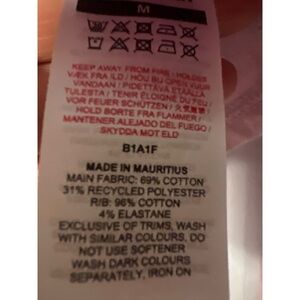 M
KEEP AWAY FROM FIRE / HOLDES
VÆK FRA ILD / HOU BIJ OPEN VUUR
VANDAAN / PIDETTÄVÄ ETÄÄLLÄ
TULESTA / TENIR ÉLOIGNÉ DU FEU /
VOR FEUER SCHÜTZEN /
HOLD BORTE FRA FLAMMER /
MANTENER ALEJADO DEL FUEGO /
SKYDDA MOT ELD
B1A1F
MADE IN MAURITIUS
MAIN FABRIC: 69% COTTON
31% RECYCLED POLYESTER
RIB: 96% COTTON
4% ELASTANE
EXCLUSIVE OF TRIMS, WASH
WITH SIMILAR COLOURS, DO
NOT USE SOFTENER
WASH DARK COLOURS
SEPARATELY, IRON ON